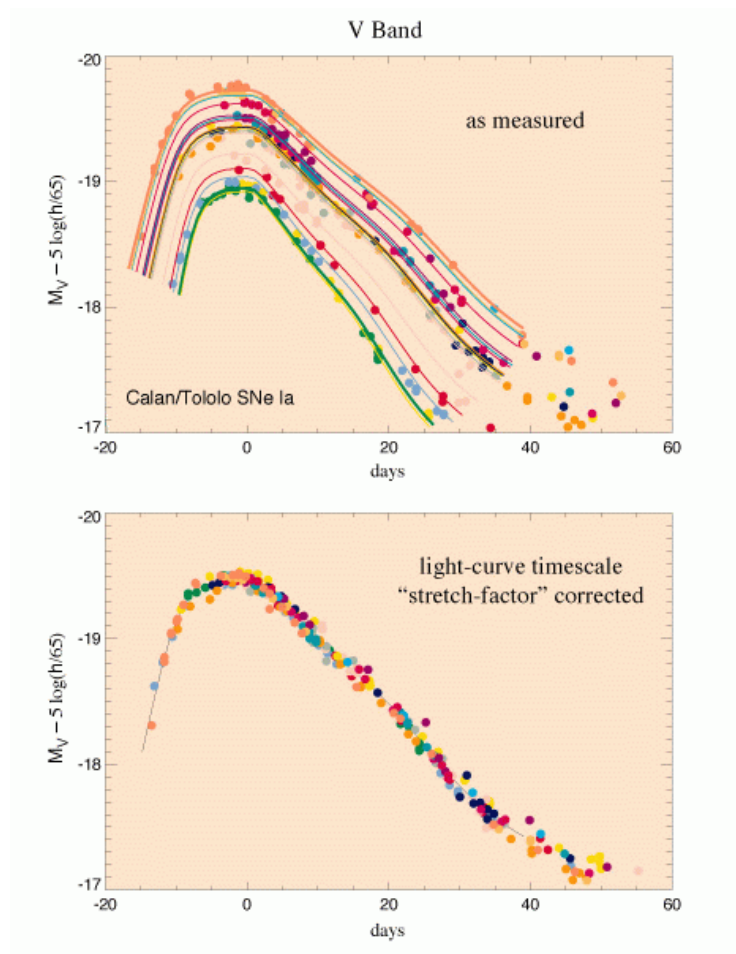 V Band
-20
as measured
-19
M_V – 5 log(h/65)
-18
Calan/Tololo SNe Ia
-17
-20 0 20 40 60
days
-20
light-curve timescale
“stretch-factor” corrected
-19
M_V – 5 log(h/65)
-18
-17
-20 0 20 40 60
days